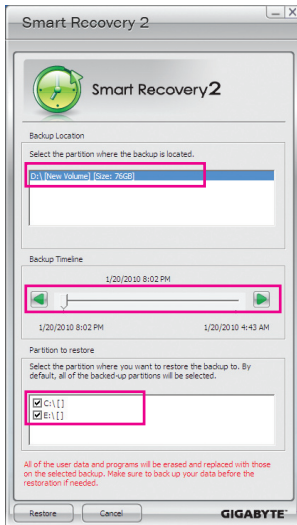 Smart Recovery 2
Smart Recovery2
Backup Location
Select the partition where the backup is located.
D:\ [New Volume] [Size: 76GB]
Backup Timeline
1/20/2010 8:02 PM
1/20/2010 8:02 PM 1/20/2010 4:43 AM
Partition to restore
Select the partition where you want to restore the backup to. By
default, all of the backed-up partitions will be selected.
C:\ [ ]
E:\ [ ]
All of the user data and programs will be erased and replaced with those
on the selected backup. Make sure to back up your data before the
restoration if needed.
Restore Cancel GIGABYTE™